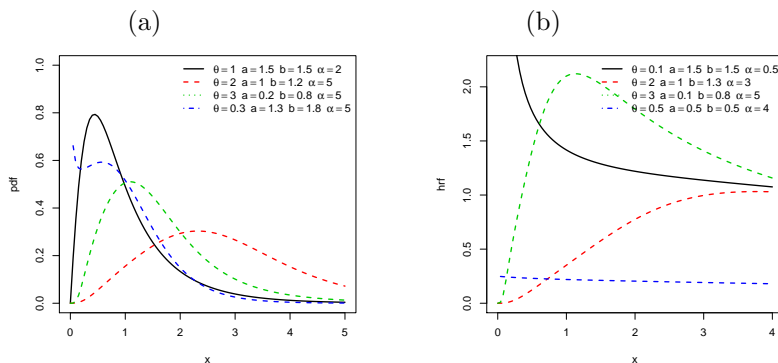 (a)
(b)
θ = 1 a = 1.5 b = 1.5 α = 2
θ = 2 a = 1 b = 1.2 α = 5
θ = 3 a = 0.2 b = 0.8 α = 5
θ = 0.3 a = 1.3 b = 1.8 α = 5
pdf
0.0 0.2 0.4 0.6 0.8 1.0
0 1 2 3 4 5
x
θ = 0.1 a = 1.5 b = 1.5 α = 0.5
θ = 2 a = 1 b = 1.3 α = 3
θ = 3 a = 0.1 b = 0.8 α = 5
θ = 0.5 a = 0.5 b = 0.5 α = 4
hrf
0.0 0.5 1.0 1.5 2.0
0 1 2 3 4
x